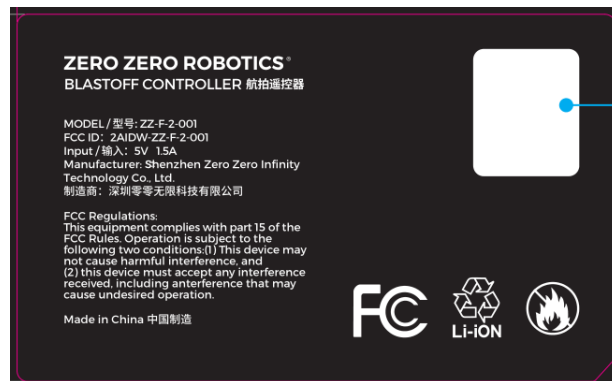 ZERO ZERO ROBOTICS®
BLASTOFF CONTROLLER 航拍遥控器
MODEL / 型号: ZZ-F-2-001
FCC ID: 2AIDW-ZZ-F-2-001
Input / 输入: 5V 1.5A
Manufacturer: Shenzhen Zero Zero Infinity
Technology Co., Ltd.
制造商: 深圳零零无限科技有限公司
FCC Regulations:
This equipment complies with part 15 of the
FCC Rules. Operation is subject to the
following two conditions:(1) This device may
not cause harmful interference, and
(2) this device must accept any interference
received, including anterference that may
cause undesired operation.
Made in China 中国制造
FC
Li-iON